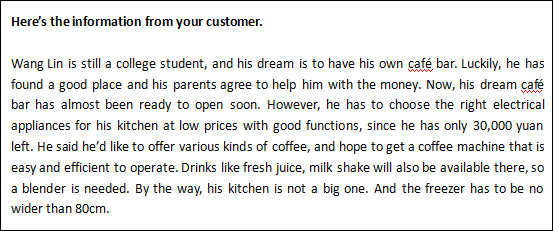 Here's the information from your customer.
Wang Lin is still a college student, and his dream is to have his own café bar. Luckily, he has
found a good place and his parents agree to help him with the money. Now, his dream café
bar has almost been ready to open soon. However, he has to choose the right electrical
appliances for his kitchen at low prices with good functions, since he has only 30,000 yuan
left. He said he'd like to offer various kinds of coffee, and hope to get a coffee machine that is
easy and efficient to operate. Drinks like fresh juice, milk shake will also be available there, so
a blender is needed. By the way, his kitchen is not a big one. And the freezer has to be no
wider than 80cm.